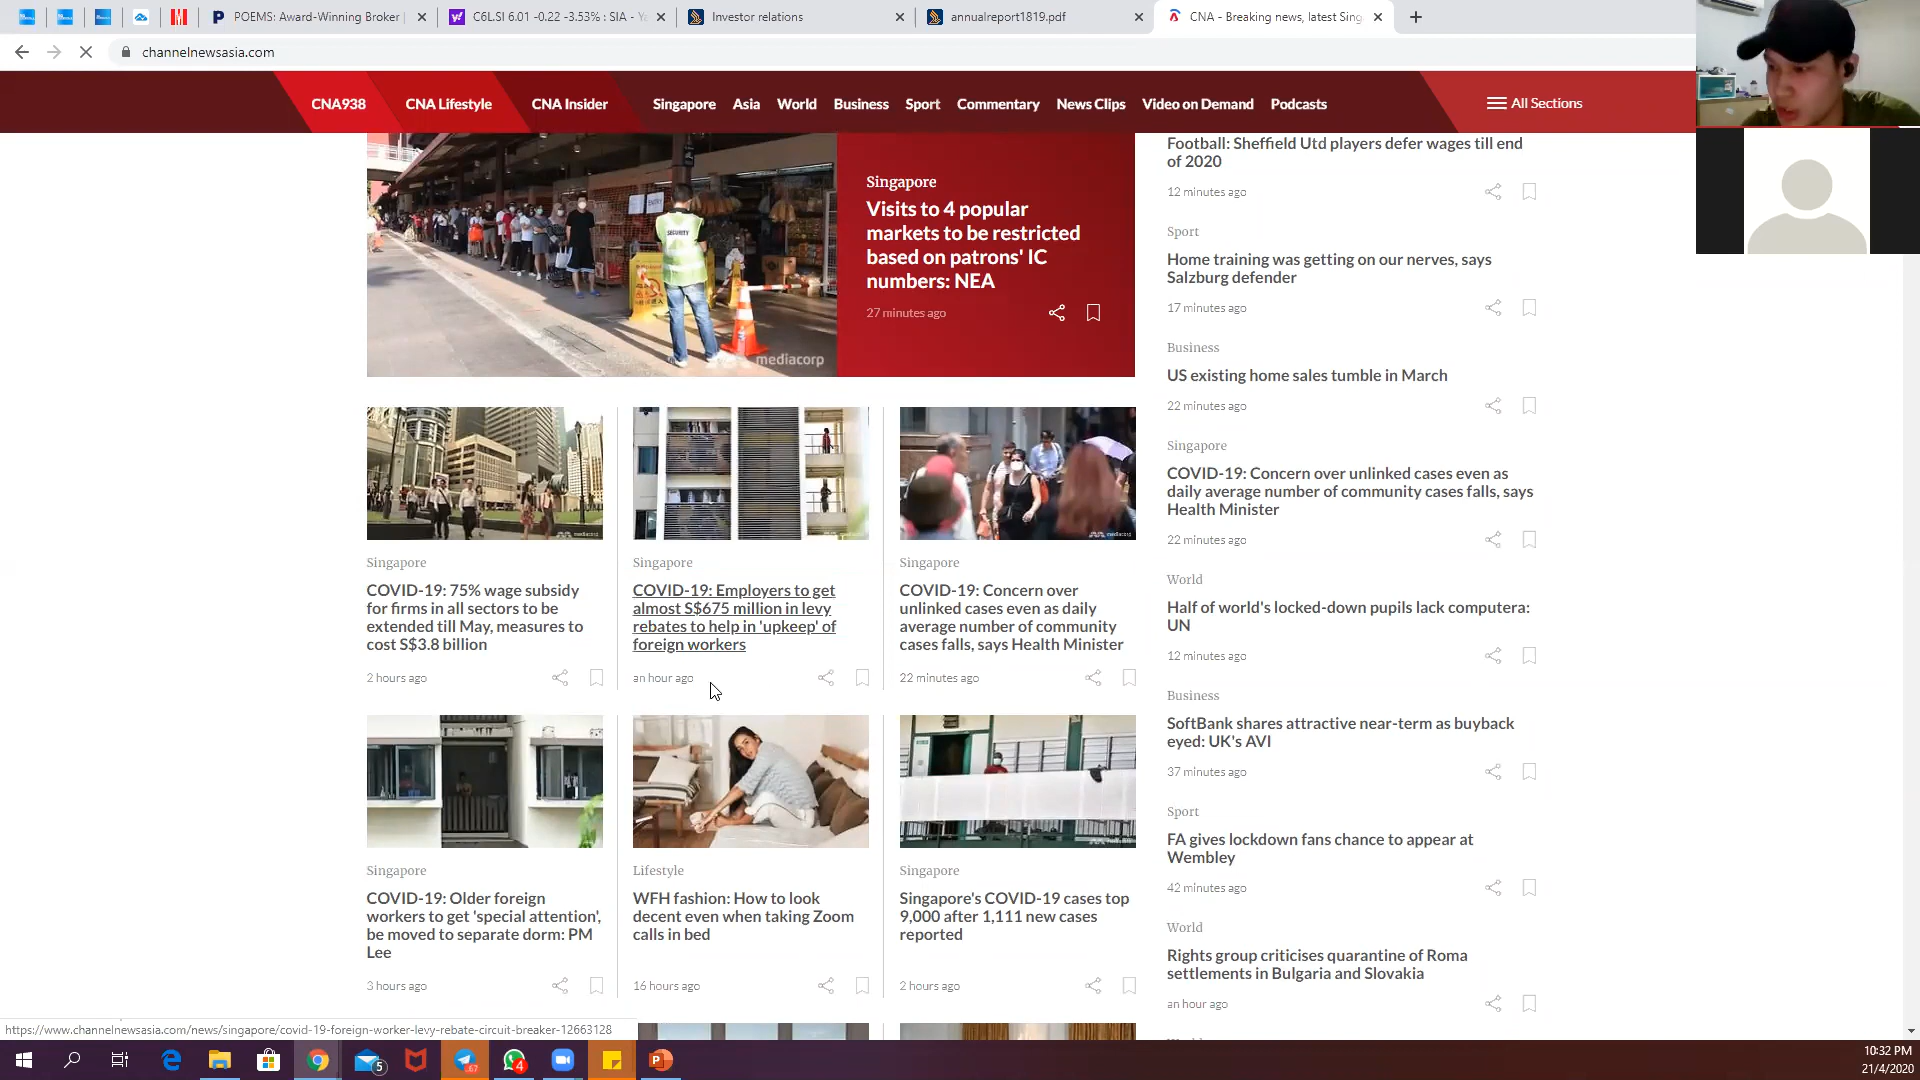 POEMS: Award-Winning Broker
C6LSI 6.01 -0.22 -3.53% : SIA - Ya
Investor relations
annualreport1819.pdf
CNA - Breaking news, latest Sing
channelnewsasia.com
CNA938
CNA Lifestyle
CNA Insider
Singapore
Asia
World
Business
Sport
Commentary
News Clips
Video on Demand
Podcasts
All Sections
SECURITY
mediacorp
Singapore
Visits to 4 popular
markets to be restricted
based on patrons' IC
numbers: NEA
27 minutes ago
mediacorp
Singapore
COVID-19: 75% wage subsidy
for firms in all sectors to be
extended till May, measures to
cost S$3.8 billion
2 hours ago
Singapore
COVID-19: Employers to get
almost S$675 million in levy
rebates to help in 'upkeep' of
foreign workers
an hour ago
mediacorp
Singapore
COVID-19: Concern over
unlinked cases even as daily
average number of community
cases falls, says Health Minister
22 minutes ago
Singapore
COVID-19: Older foreign
workers to get 'special attention',
be moved to separate dorm: PM
Lee
3 hours ago
Lifestyle
WFH fashion: How to look
decent even when taking Zoom
calls in bed
16 hours ago
mediacorp
Singapore
Singapore's COVID-19 cases top
9,000 after 1,111 new cases
reported
2 hours ago
Football: Sheffield Utd players defer wages till end
of 2020
12 minutes ago
Sport
Home training was getting on our nerves, says
Salzburg defender
17 minutes ago
Business
US existing home sales tumble in March
22 minutes ago
Singapore
COVID-19: Concern over unlinked cases even as
daily average number of community cases falls, says
Health Minister
22 minutes ago
World
Half of world's locked-down pupils lack computera:
UN
12 minutes ago
Business
SoftBank shares attractive near-term as buyback
eyed: UK's AVI
37 minutes ago
Sport
FA gives lockdown fans chance to appear at
Wembley
42 minutes ago
World
Rights group criticises quarantine of Roma
settlements in Bulgaria and Slovakia
an hour ago
https://www.channelnewsasia.com/news/singapore/covid-19-foreign-worker-levy-rebate-circuit-breaker-12663128
5
67
4
10:32 PM
21/4/2020